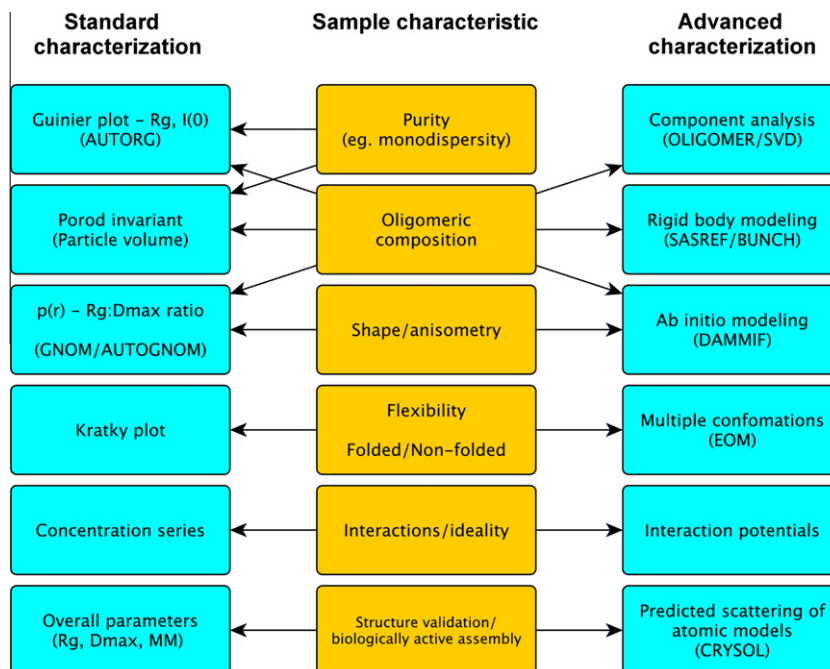 Standard
characterization
Sample characteristic
Advanced
characterization
Guinier plot – Rg, I(0)
(AUTORG)
Purity
(eg. monodispersity)
Component analysis
(OLIGOMER/SVD)
Porod invariant
(Particle volume)
Oligomeric
composition
Rigid body modeling
(SASREF/BUNCH)
p(r) – Rg:Dmax ratio
(GNOM/AUTOGNOM)
Shape/anisometry
Ab initio modeling
(DAMMIF)
Kratky plot
Flexibility
Folded/Non-folded
Multiple confomations
(EOM)
Concentration series
Interactions/ideality
Interaction potentials
Overall parameters
(Rg, Dmax, MM)
Structure validation/
biologically active assembly
Predicted scattering of
atomic models
(CRYSOL)